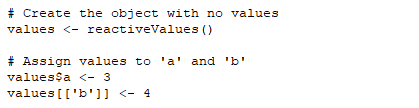 # Create the object with no values
values <- reactiveValues()

# Assign values to 'a' and 'b'
values$a <- 3
values[['b']] <- 4